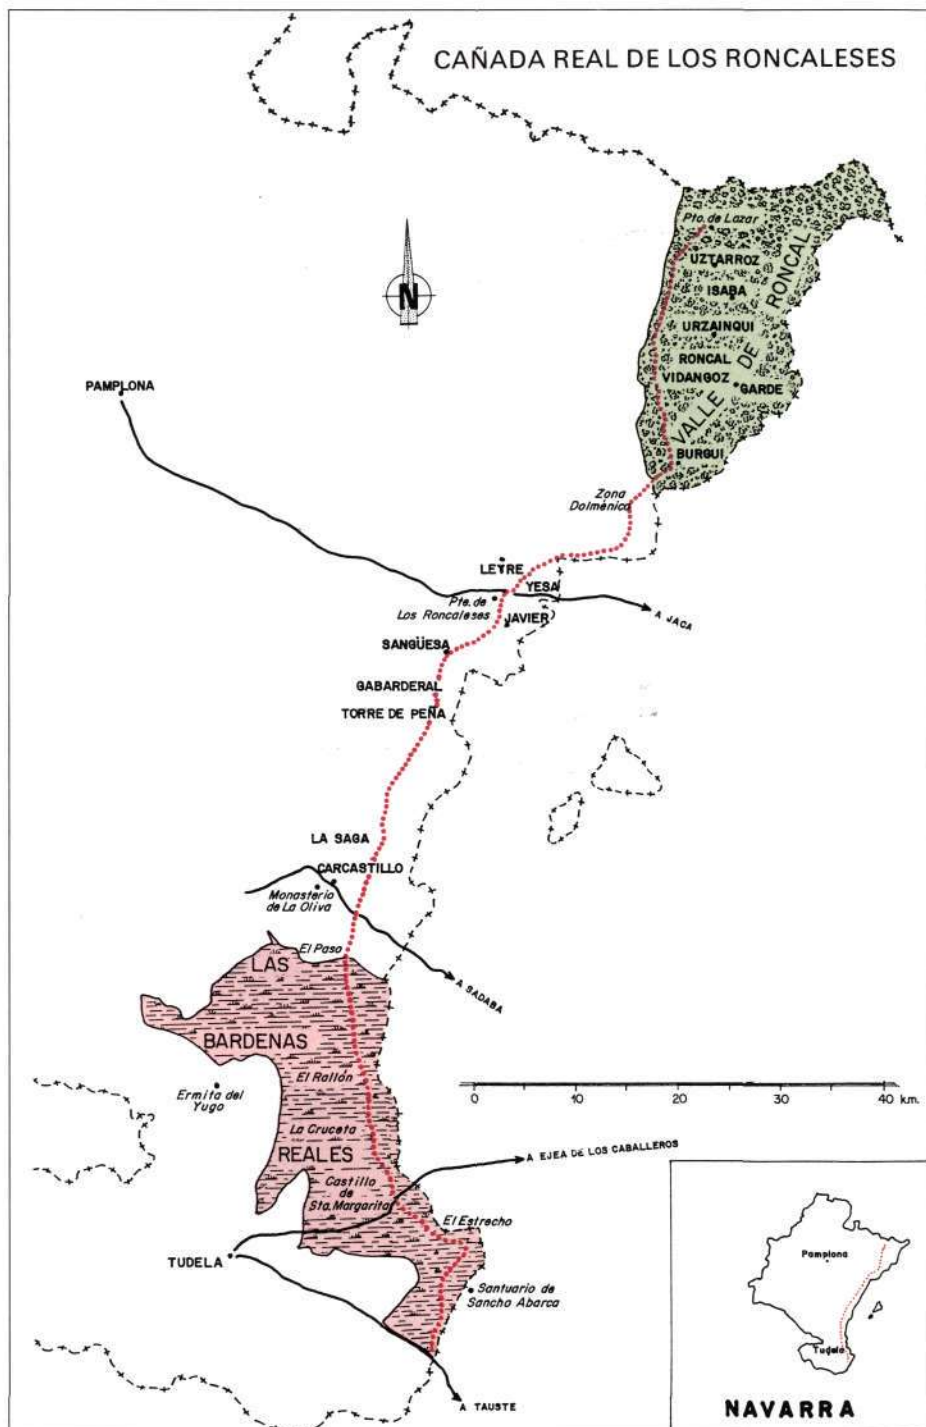 CAÑADA REAL DE LOS RONCALESES
Pto. de Lazar
UZTARROZ
ISABA
URZAINQUI
RONCAL
VIDANGOZ
GARDE
BURGUI
VALLE DE RONCAL
N
PAMPLONA
Zona
Dolménica
LEYRE
YESA
Pte. de
Los Roncaleses
JAVIER
A JACA
SANGÜESA
GABARDERAL
TORRE DE PEÑA
LA SAGA
CARCASTILLO
Monasterio
de La Oliva
El Paso
A SADABA
LAS
BARDENAS
REALES
El Rallón
Ermita del
Yugo
La Cruceta
0 10 20 30 40 km.
A EJEA DE LOS CABALLEROS
Castillo
de
Sta. Margarita
El Estrecho
TUDELA
Santuario de
Sancho Abarca
A TAUSTE
Pamplona
Tudela
NAVARRA